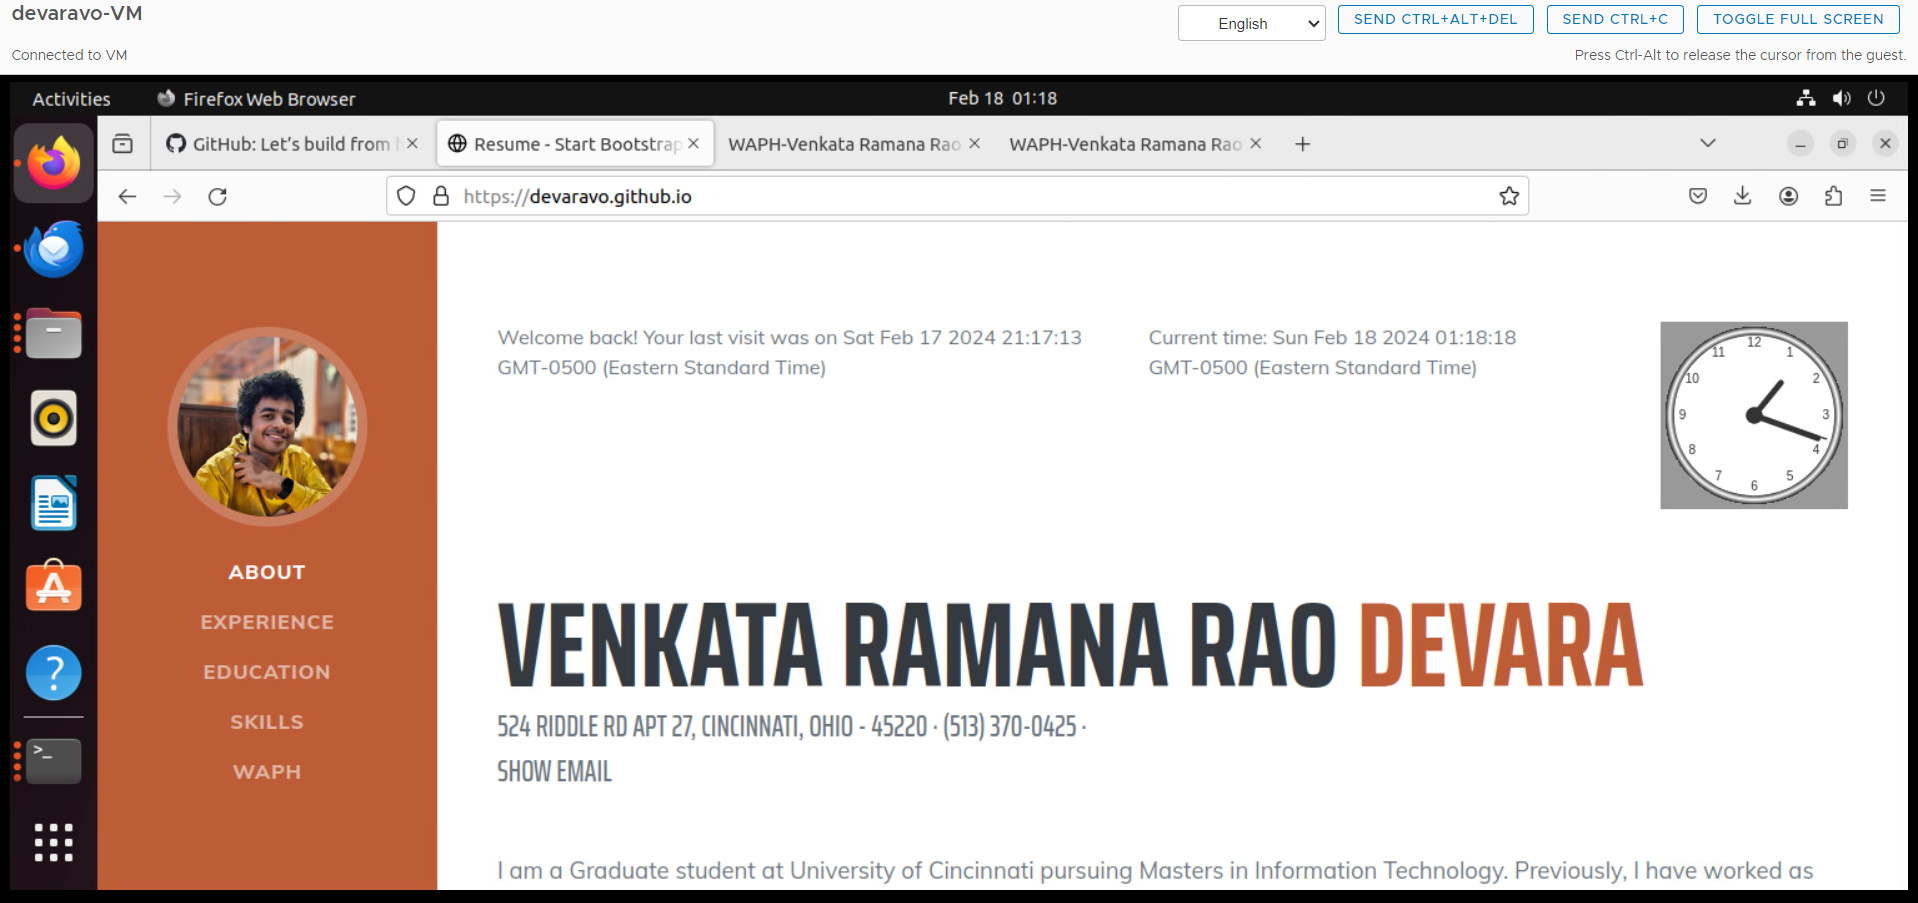 devaravo-VM
English
SEND CTRL+ALT+DEL
SEND CTRL+C
TOGGLE FULL SCREEN
Connected to VM
Press Ctrl-Alt to release the cursor from the guest.
Activities
Firefox Web Browser
Feb 18 01:18
GitHub: Let's build from h
Resume - Start Bootstrap
WAPH-Venkata Ramana Rao
WAPH-Venkata Ramana Rao
https://devaravo.github.io
Welcome back! Your last visit was on Sat Feb 17 2024 21:17:13
GMT-0500 (Eastern Standard Time)
Current time: Sun Feb 18 2024 01:18:18
GMT-0500 (Eastern Standard Time)
12
1
2
3
4
5
6
7
8
9
10
11
ABOUT
EXPERIENCE
EDUCATION
SKILLS
WAPH
VENKATA RAMANA RAO DEVARA
524 RIDDLE RD APT 27, CINCINNATI, OHIO - 45220 · (513) 370-0425 ·
SHOW EMAIL
I am a Graduate student at University of Cincinnati pursuing Masters in Information Technology. Previously, I have worked as